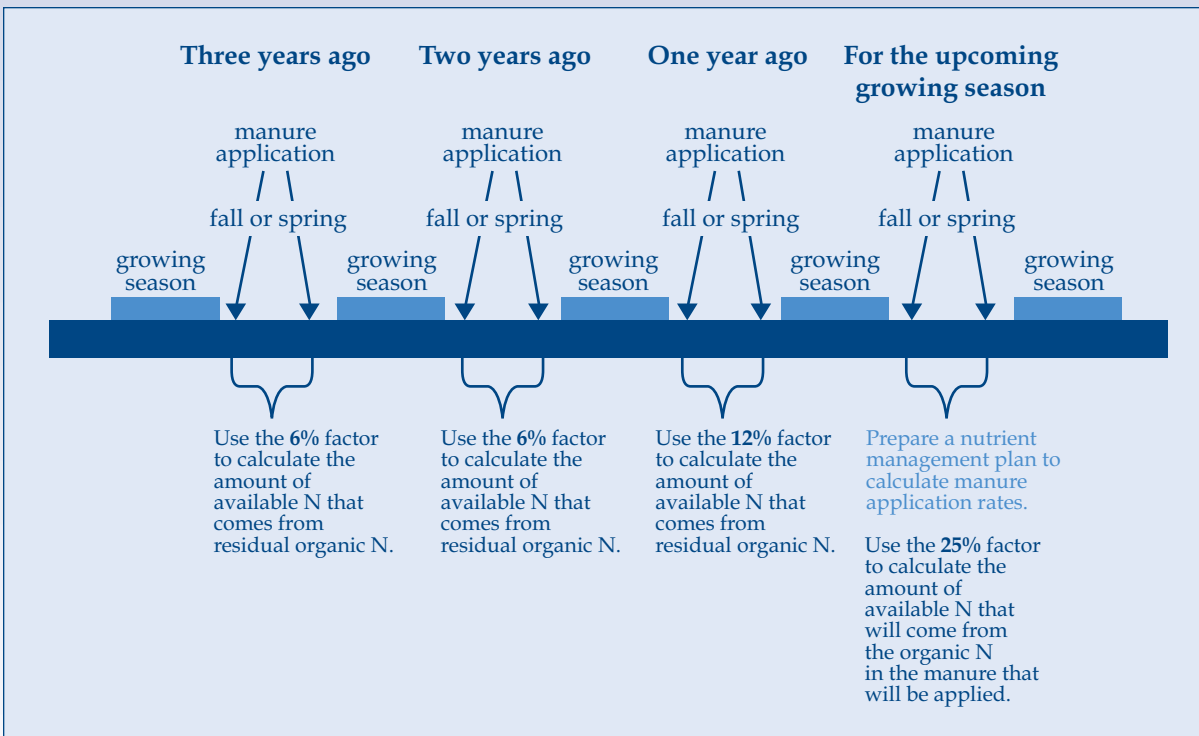 Three years ago
Two years ago
One year ago
For the upcoming
growing season
manure
application
manure
application
manure
application
manure
application
fall or spring
fall or spring
fall or spring
fall or spring
growing
season
growing
season
growing
season
growing
season
growing
season
Use the 6% factor
to calculate the
amount of
available N that
comes from
residual organic N.
Use the 6% factor
to calculate the
amount of
available N that
comes from
residual organic N.
Use the 12% factor
to calculate the
amount of
available N that
comes from
residual organic N.
Prepare a nutrient
management plan to
calculate manure
application rates.
Use the 25% factor
to calculate the
amount of
available N that
will come from
the organic N
in the manure that
will be applied.